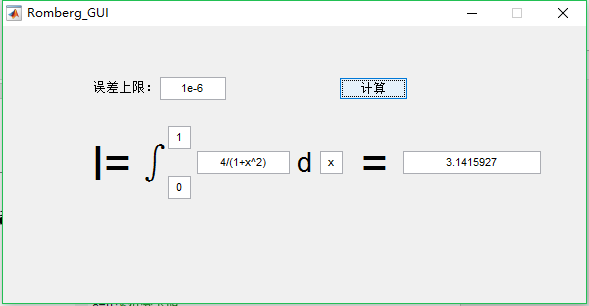 Romberg_GUI
误差上限： 1e-6 计算
1
I= ∫ 4/(1+x^2) d x = 3.1415927
0